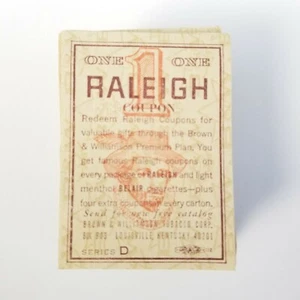 ONE 1 ONE
RALEIGH
COUPON
Redeem Raleigh Coupons for
valuable gifts through the Brown
& Williamson Premium Plan. You
get famous Raleigh coupons on
every package of RALEIGH
and light
menthol BELAIR cigarettes—plus
four extra coupons in every carton.
Send for new free catalog
BROWN & WILLIAMSON TOBACCO CORP.
BOX LOUISVILLE, KENTUCKY
SERIES D